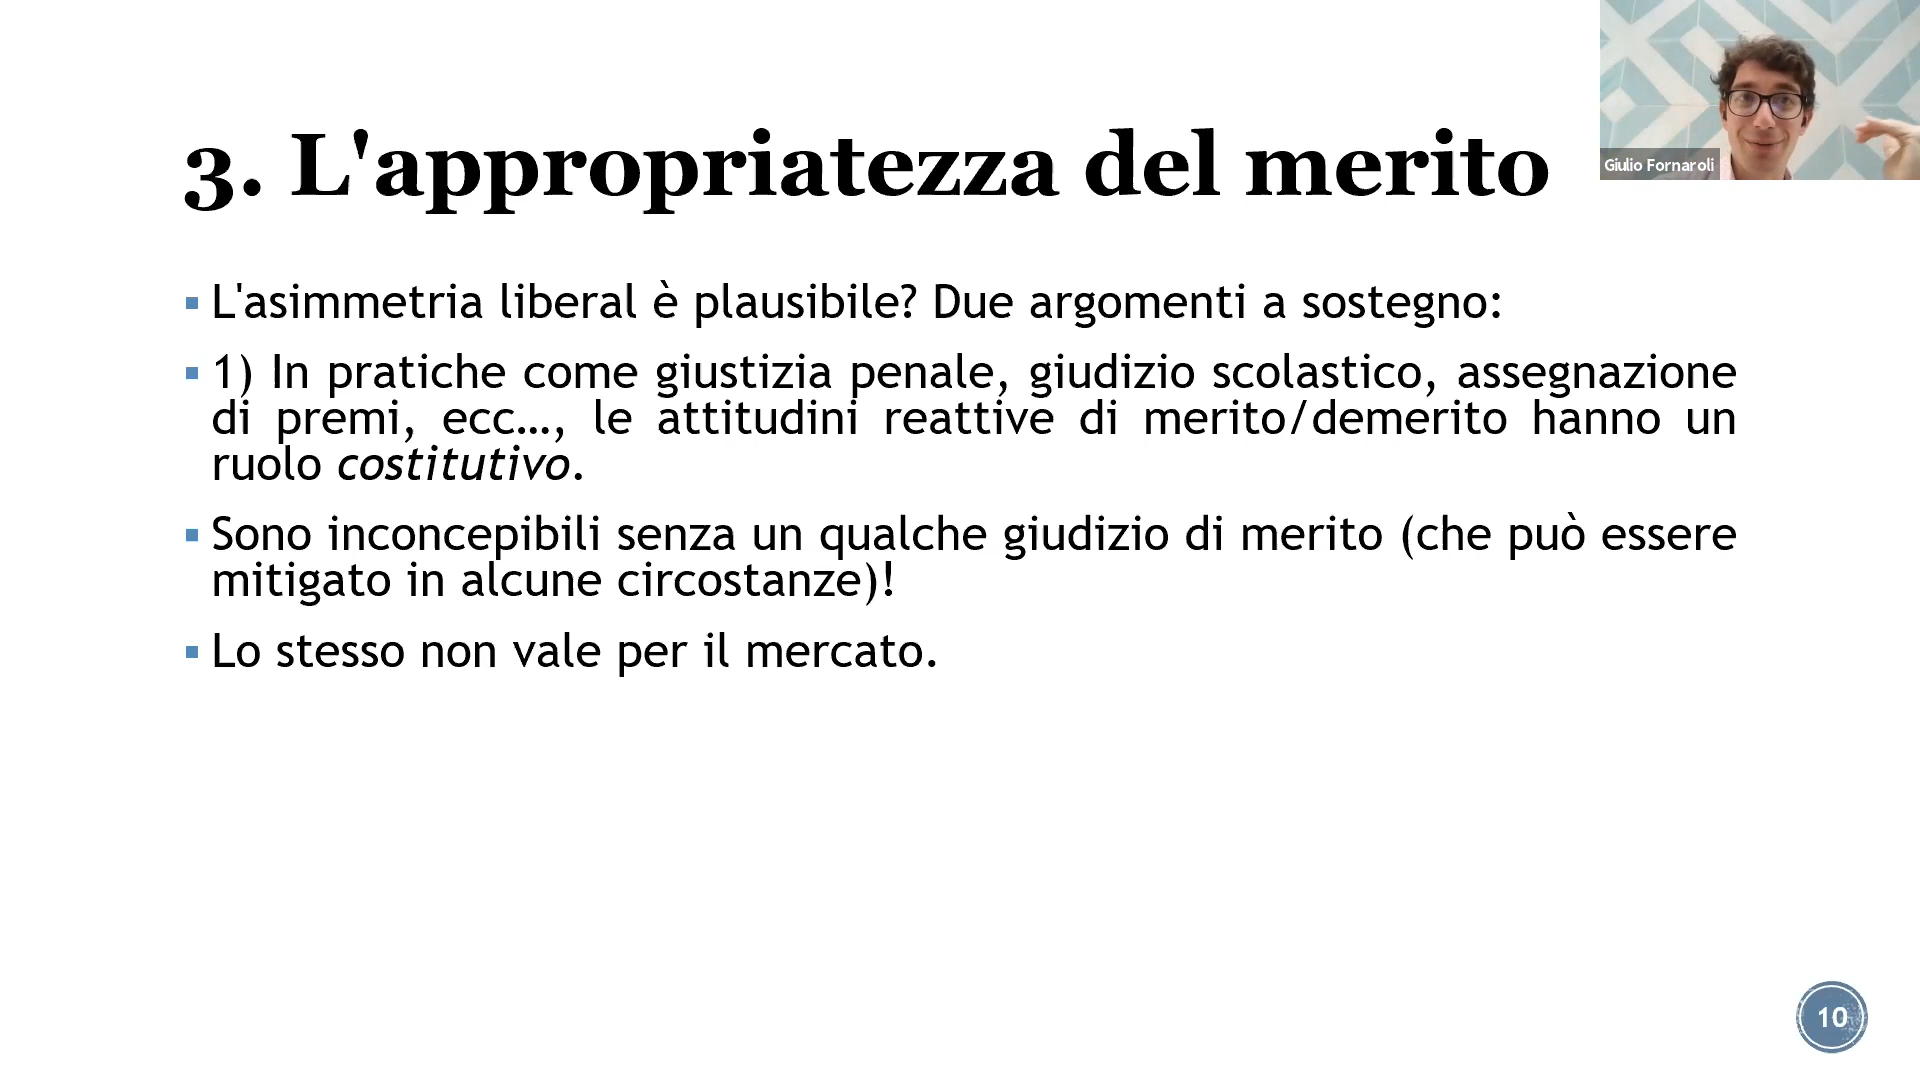 3. L'appropriatezza del merito
Giulio Fornaroli
▪ L'asimmetria liberal è plausibile? Due argomenti a sostegno:
▪ 1) In pratiche come giustizia penale, giudizio scolastico, assegnazione
di premi, ecc…, le attitudini reattive di merito/demerito hanno un
ruolo costitutivo.
▪ Sono inconcepibili senza un qualche giudizio di merito (che può essere
mitigato in alcune circostanze)!
▪ Lo stesso non vale per il mercato.
10